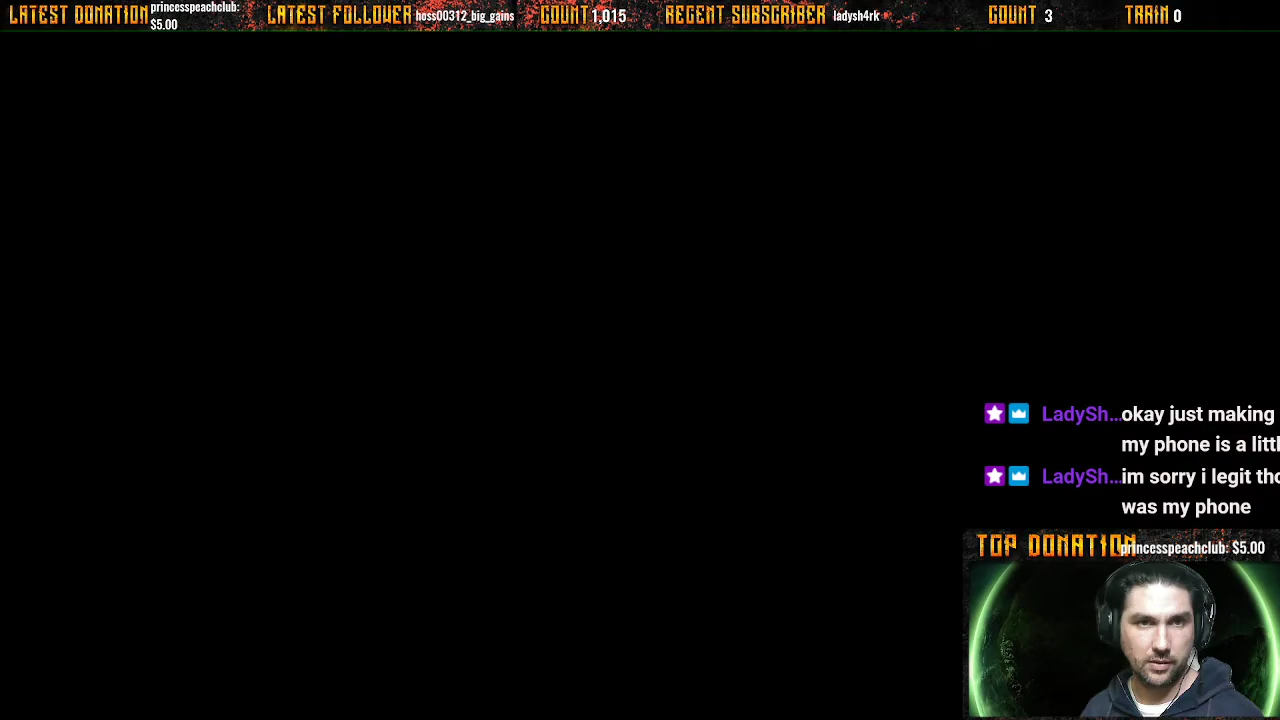 LATEST DONATION princesspeachclub: $5.00 LATEST FOLLOWER hoss00312_big_gains COUNT 1,015 RECENT SUBSCRIBER ladysh4rk COUNT 3 TRAIN 0
LadySh... okay just making
my phone is a littl
LadySh... im sorry i legit tho
was my phone
TOP DONATION princesspeachclub: $5.00